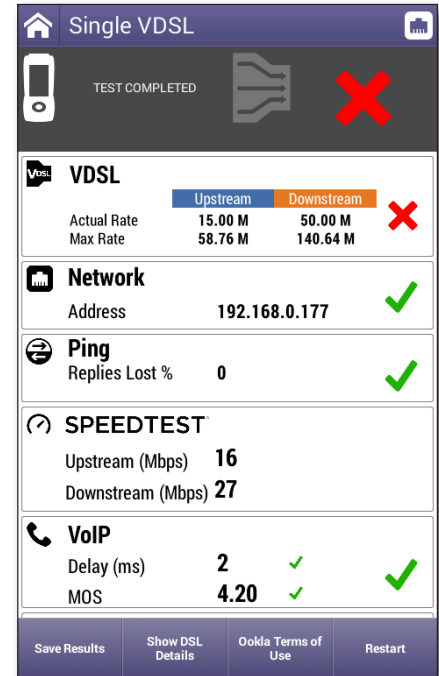 Single VDSL
TEST COMPLETED
VDSL
VDSL
Upstream Downstream
Actual Rate 15.00 M 50.00 M
Max Rate 58.76 M 140.64 M
Network
Address 192.168.0.177
Ping
Replies Lost % 0
SPEEDTEST
Upstream (Mbps) 16
Downstream (Mbps) 27
VoIP
Delay (ms) 2
MOS 4.20
Save Results
Show DSL
Details
Ookla Terms of
Use
Restart